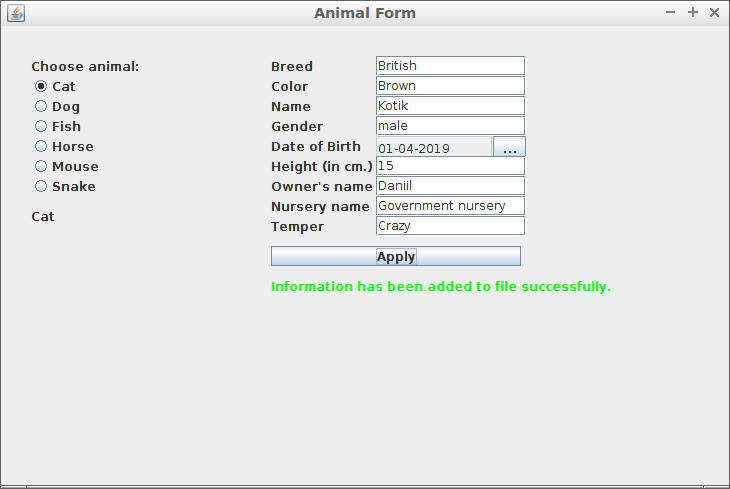 Animal Form
Choose animal:
Cat
Dog
Fish
Horse
Mouse
Snake
Cat
Breed British
Color Brown
Name Kotik
Gender male
Date of Birth 01-04-2019 ...
Height (in cm.) 15
Owner's name Daniil
Nursery name Government nursery
Temper Crazy
Apply
Information has been added to file successfully.